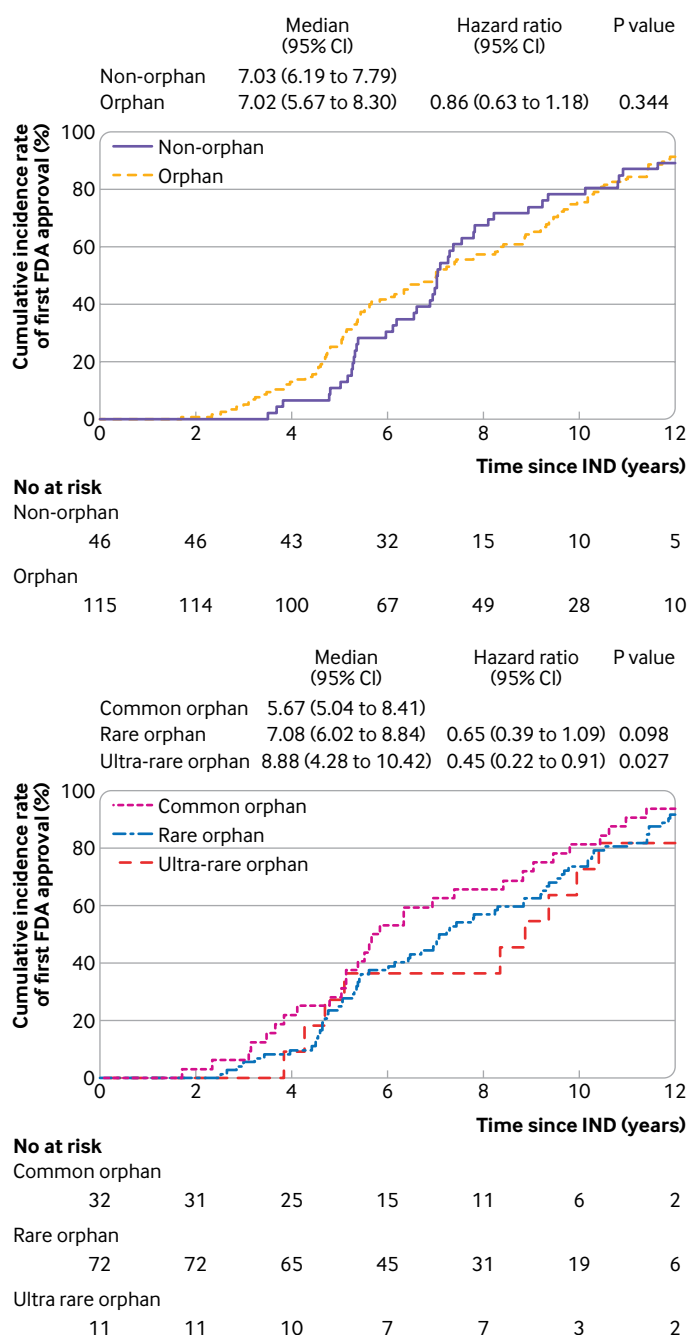 Median (95% CI) Hazard ratio (95% CI) P value
Non-orphan 7.03 (6.19 to 7.79)
Orphan 7.02 (5.67 to 8.30) 0.86 (0.63 to 1.18) 0.344
Cumulative incidence rate of first FDA approval (%)
100
80
60
40
20
0
Non-orphan
Orphan
0 2 4 6 8 10 12
Time since IND (years)
No at risk
Non-orphan
46 46 43 32 15 10 5
Orphan
115 114 100 67 49 28 10
Median (95% CI) Hazard ratio (95% CI) P value
Common orphan 5.67 (5.04 to 8.41)
Rare orphan 7.08 (6.02 to 8.84) 0.65 (0.39 to 1.09) 0.098
Ultra-rare orphan 8.88 (4.28 to 10.42) 0.45 (0.22 to 0.91) 0.027
Cumulative incidence rate of first FDA approval (%)
100
80
60
40
20
0
Common orphan
Rare orphan
Ultra-rare orphan
0 2 4 6 8 10 12
Time since IND (years)
No at risk
Common orphan
32 31 25 15 11 6 2
Rare orphan
72 72 65 45 31 19 6
Ultra rare orphan
11 11 10 7 7 3 2